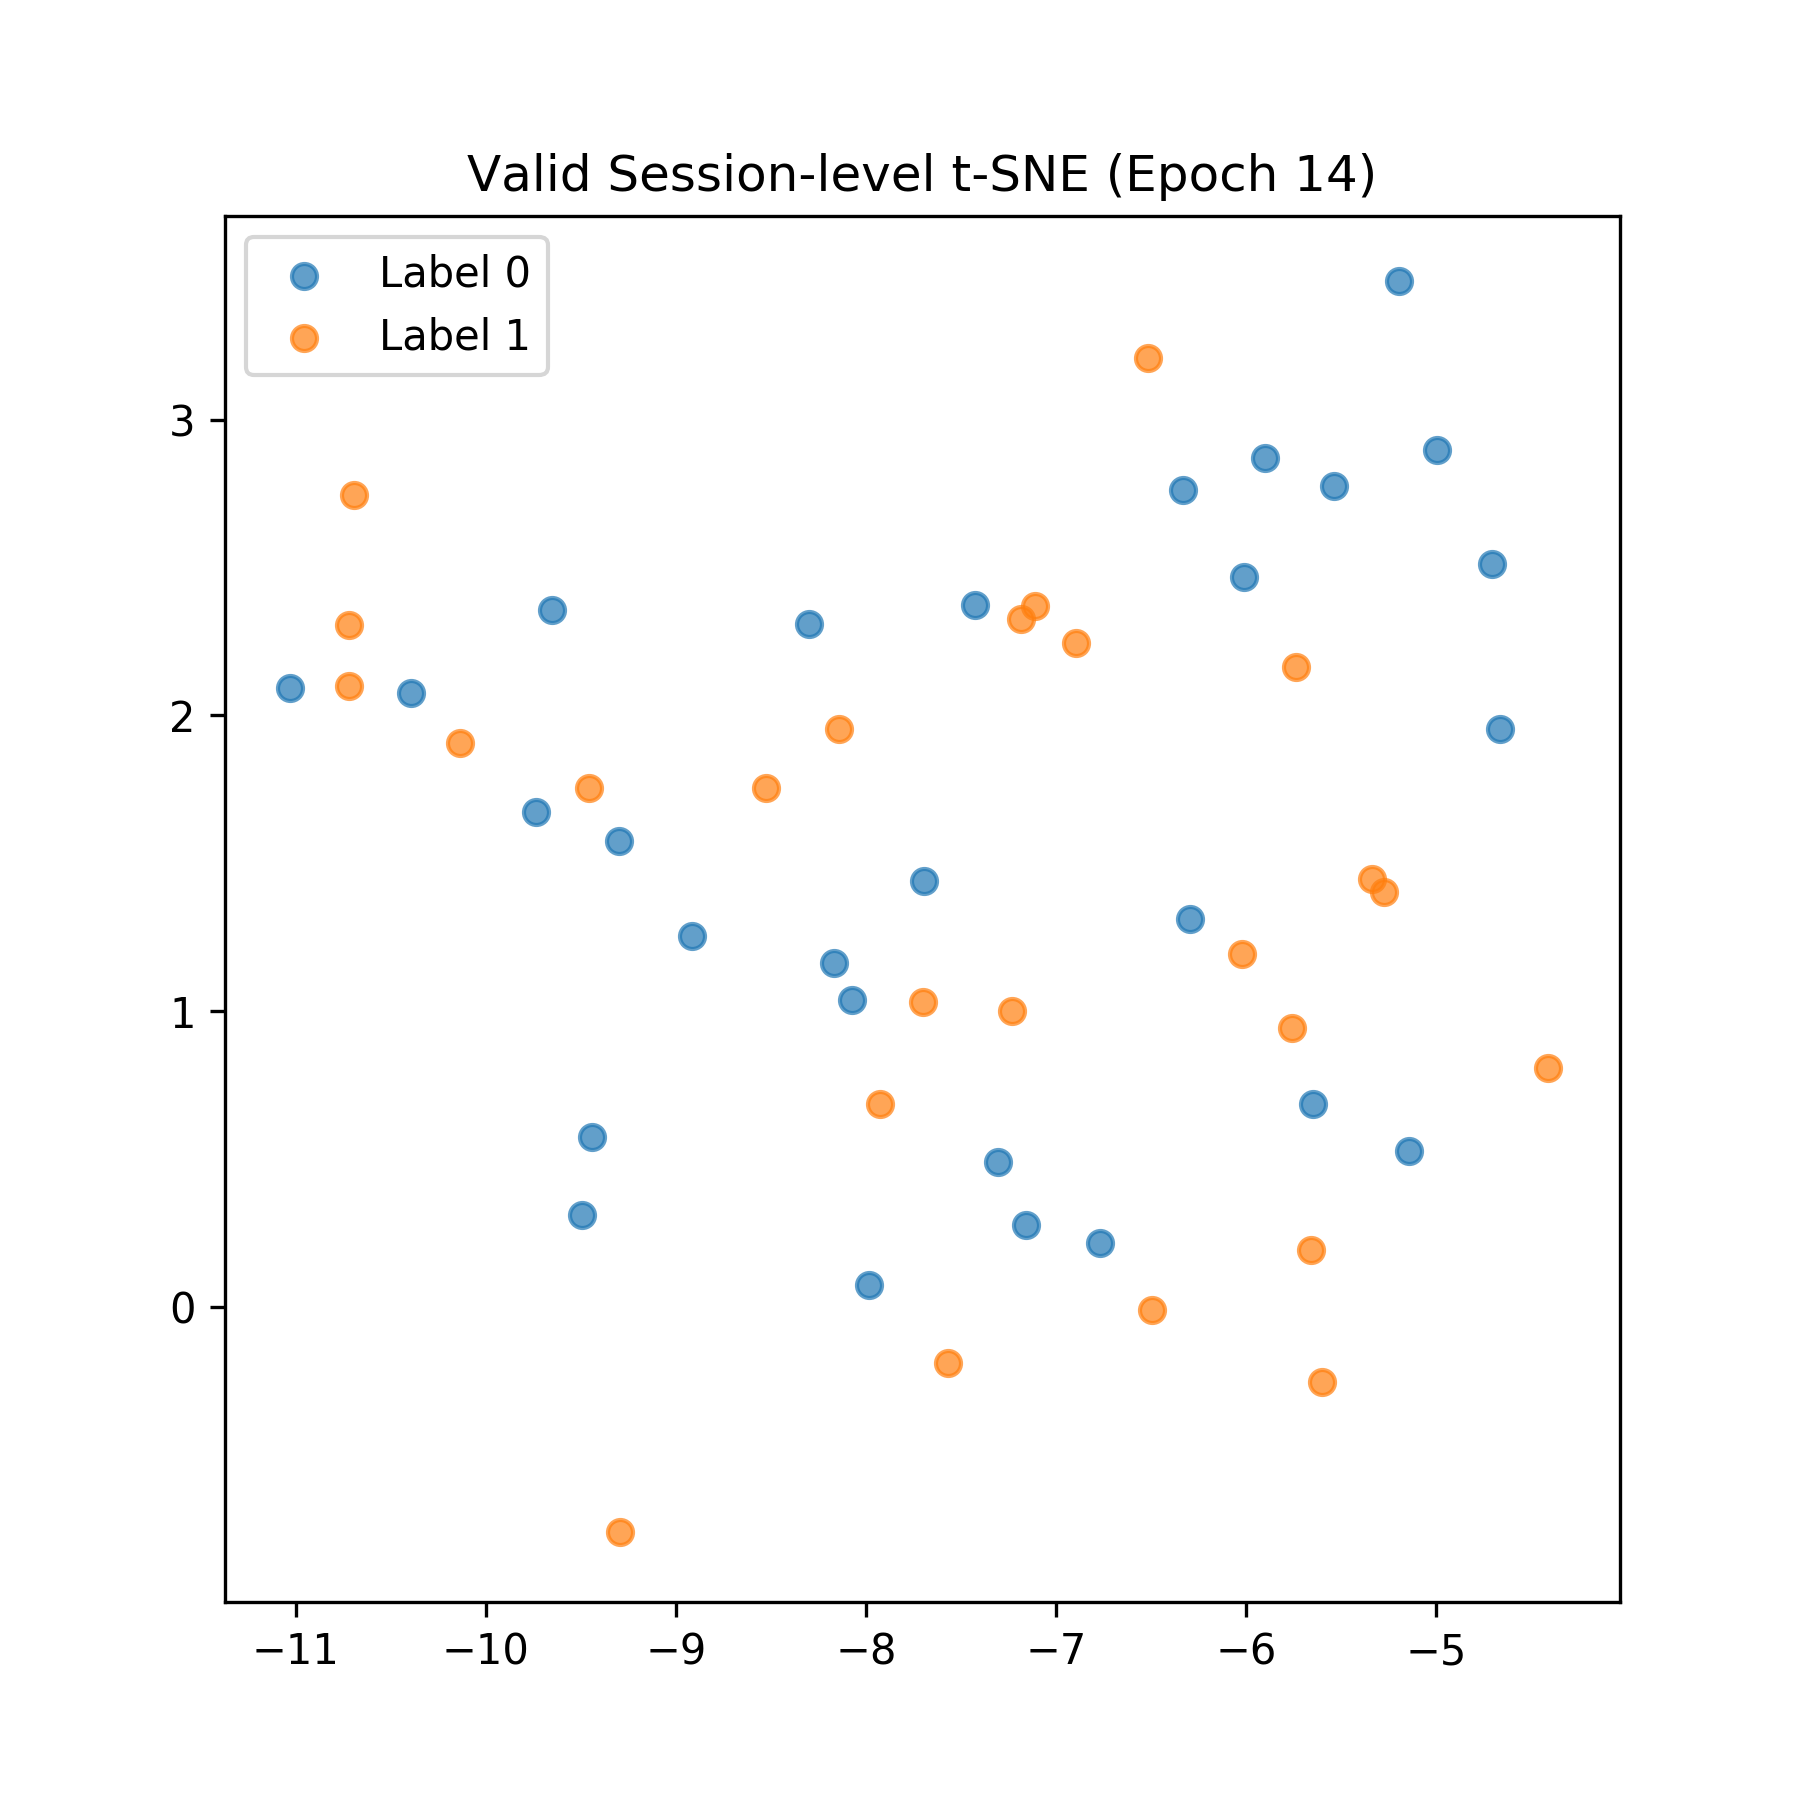 Valid Session-level t-SNE (Epoch 14)
Label 0
Label 1
3
2
1
0
−11 −10 −9 −8 −7 −6 −5